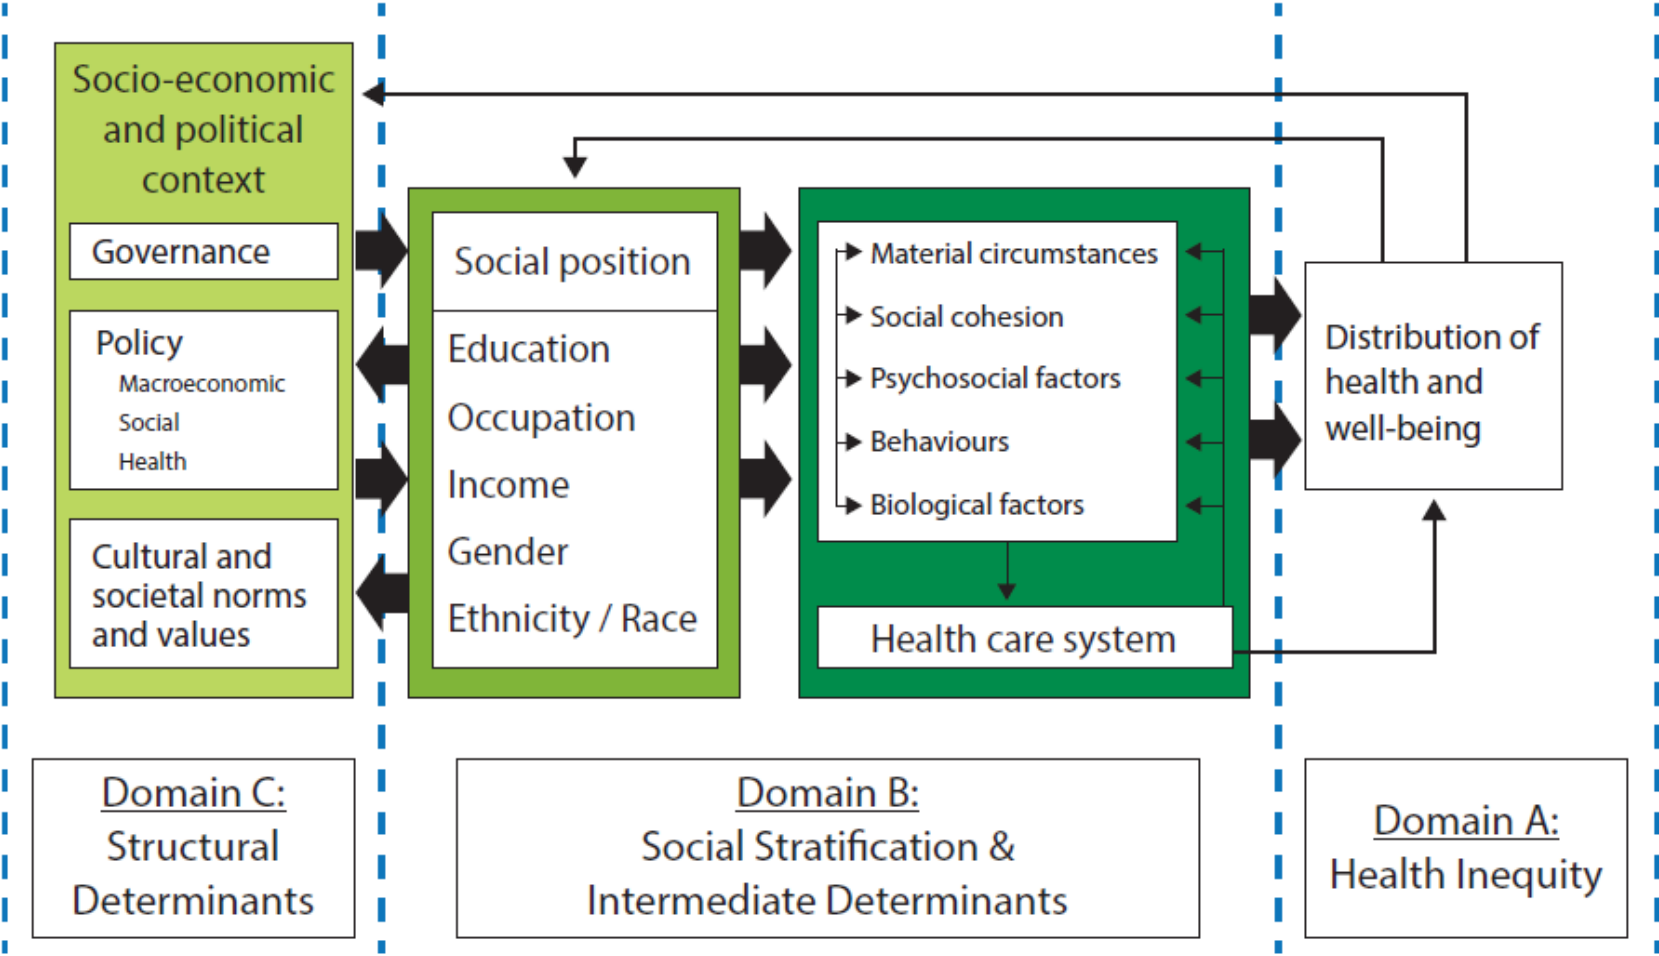 Socio-economic
and political
context
Governance
Policy
Macroeconomic
Social
Health
Cultural and
societal norms
and values
Social position
Education
Occupation
Income
Gender
Ethnicity / Race
Material circumstances
Social cohesion
Psychosocial factors
Behaviours
Biological factors
Health care system
Distribution of
health and
well-being
Domain C:
Structural
Determinants
Domain B:
Social Stratification &
Intermediate Determinants
Domain A:
Health Inequity